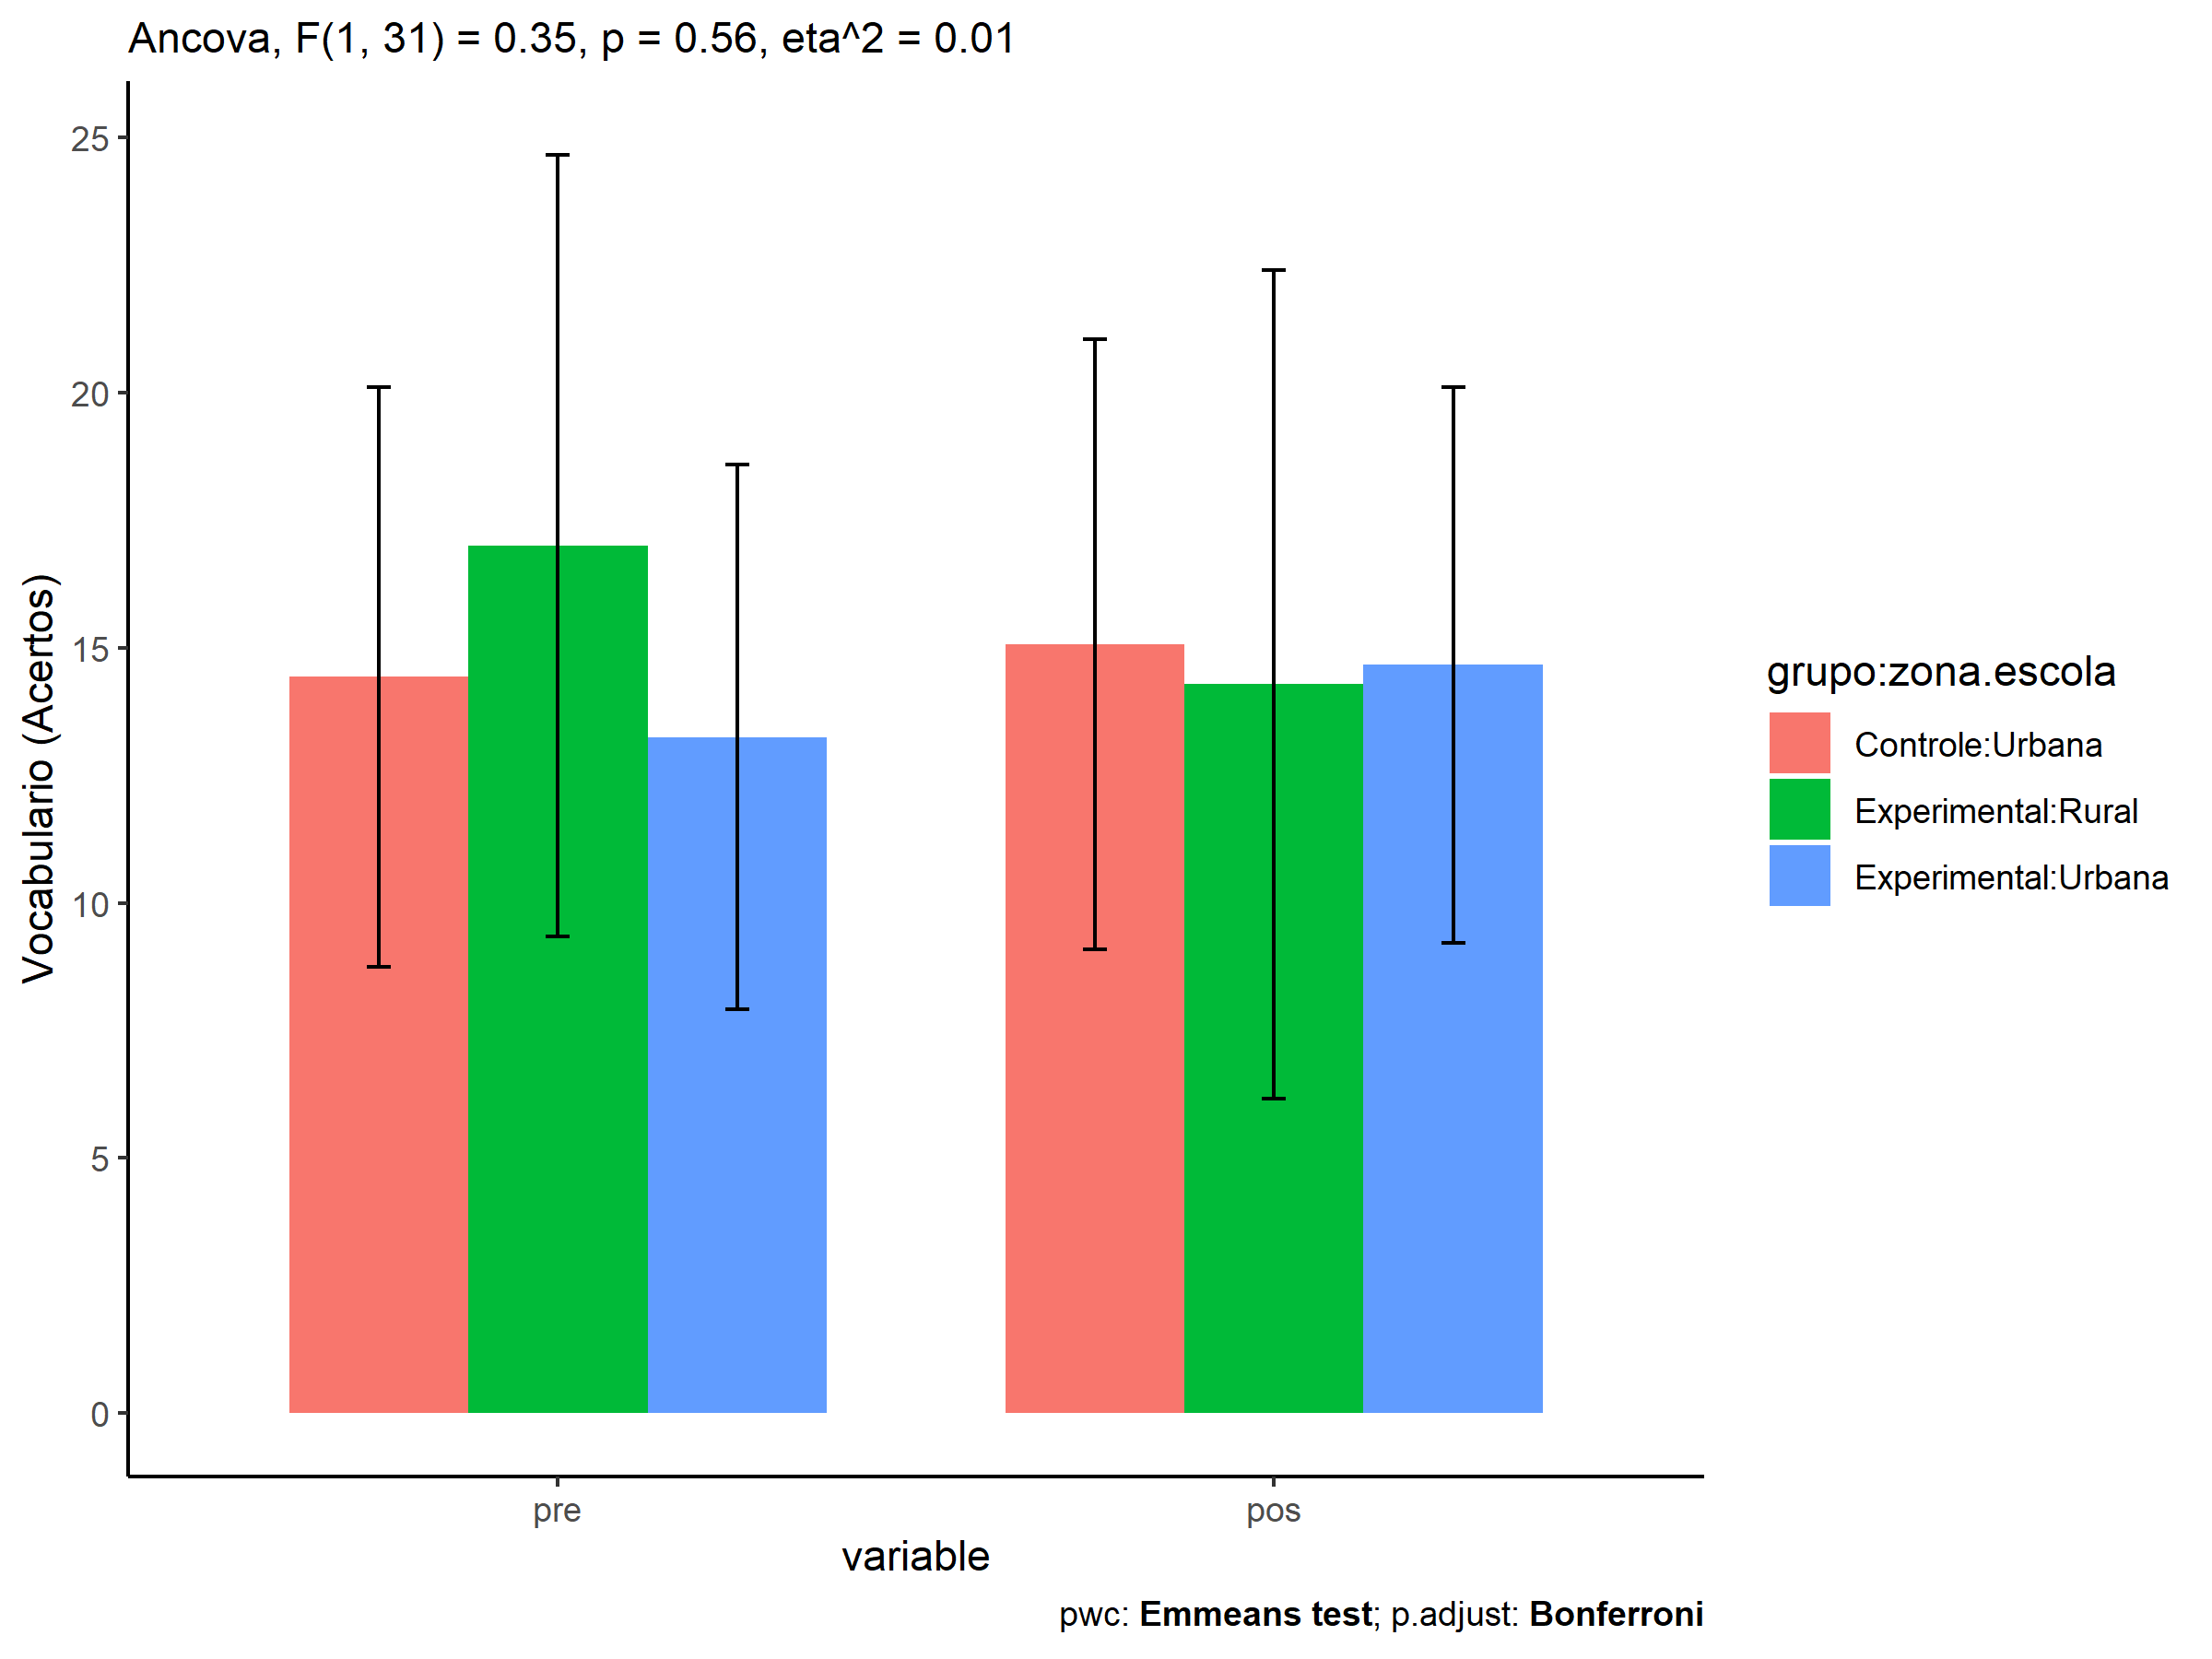 Ancova, F(1, 31) = 0.35, p = 0.56, eta^2 = 0.01
Vocabulario (Acertos)
25
20
15
10
5
0
pre
pos
variable
grupo:zona.escola
Controle:Urbana
Experimental:Rural
Experimental:Urbana
pwc: Emmeans test; p.adjust: Bonferroni